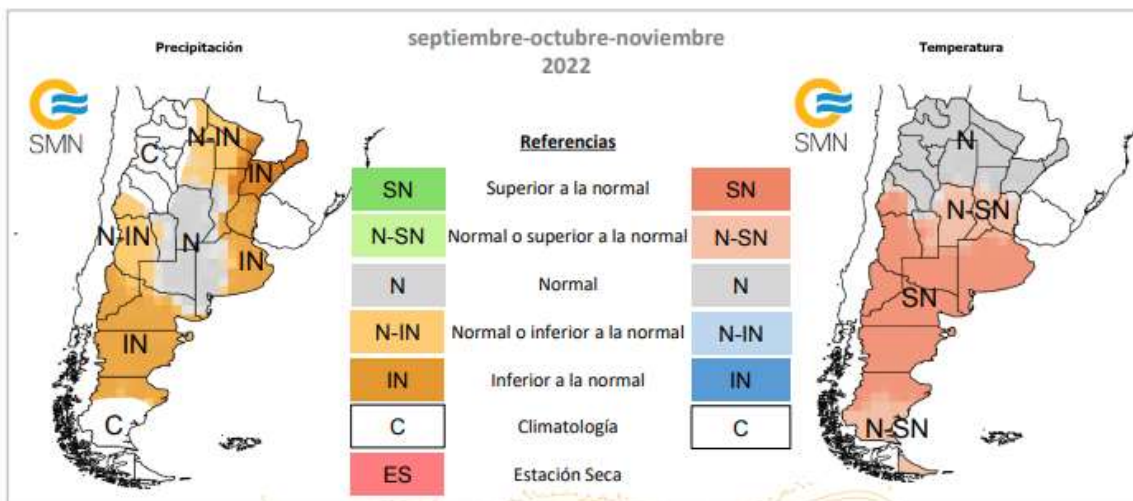 septiembre-octubre-noviembre
2022
Precipitación
SMN
N-IN
C
IN
N-IN
N
IN
IN
C
Referencias
SN Superior a la normal SN
N-SN Normal o superior a la normal N-SN
N Normal N
N-IN Normal o inferior a la normal N-IN
IN Inferior a la normal IN
C Climatología C
ES Estación Seca
Temperatura
SMN
N
N-SN
SN
N-SN